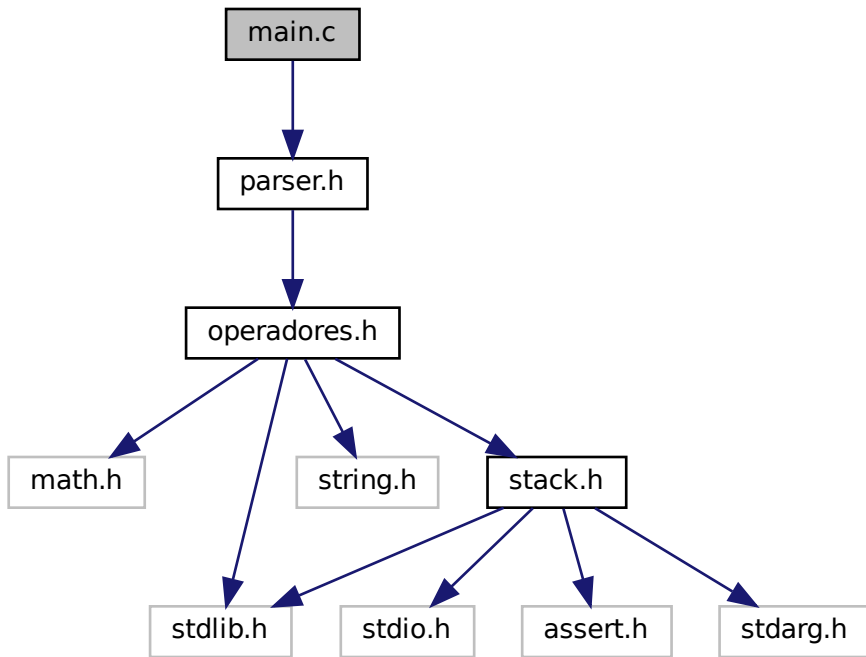 main.c
parser.h
operadores.h
math.h
string.h
stack.h
stdlib.h
stdio.h
assert.h
stdarg.h